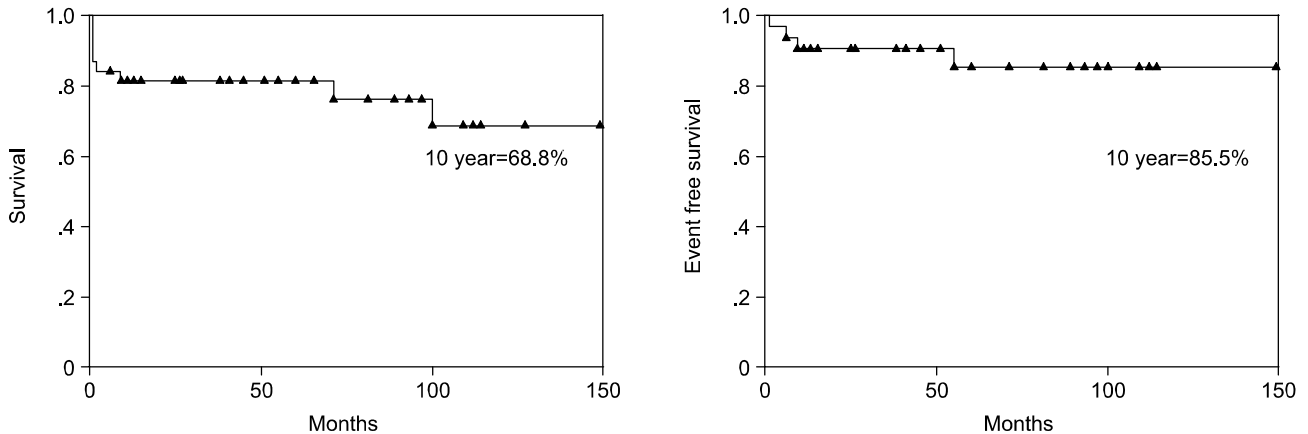 1.0
.8
.6
.4
.2
0
Survival
10 year=68.8%
0 50 100 150
Months
1.0
.8
.6
.4
.2
0
Event free survival
10 year=85.5%
0 50 100 150
Months